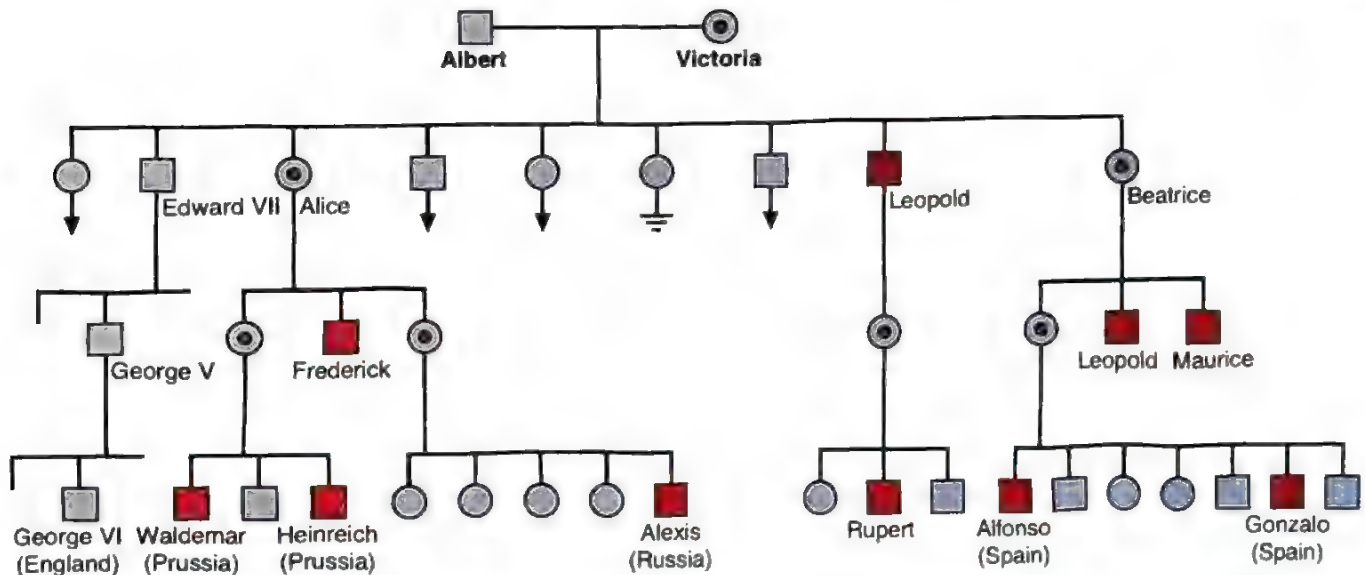 Albert Victoria
Edward VII Alice
Leopold
Beatrice
George V
Frederick
Leopold Maurice
George VI
(England)
Waldemar
(Prussia)
Heinreich
(Prussia)
Alexis
(Russia)
Rupert
Alfonso
(Spain)
Gonzalo
(Spain)